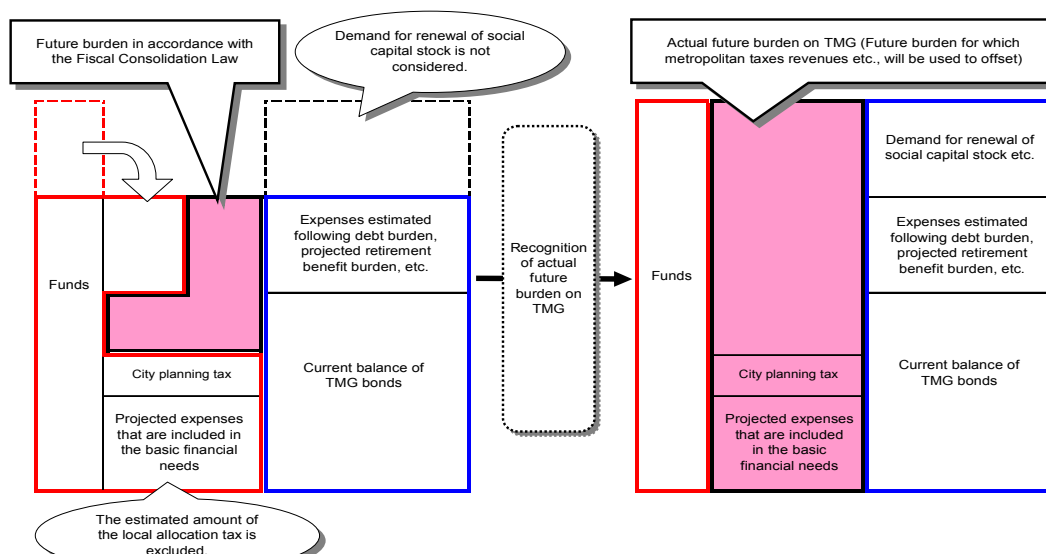 Future burden in accordance with
the Fiscal Consolidation Law
Demand for renewal of social
capital stock is not
considered.
Funds
Expenses estimated
following debt burden,
projected retirement
benefit burden, etc.
City planning tax
Current balance of
TMG bonds
Projected expenses
that are included in
the basic financial
needs
The estimated amount of
the local allocation tax is
excluded.
Recognition
of actual
future
burden on
TMG
Actual future burden on TMG (Future burden for which
metropolitan taxes revenues etc., will be used to offset)
Funds
Demand for renewal of
social capital stock etc.
Expenses estimated
following debt burden,
projected retirement
benefit burden, etc.
City planning tax
Current balance of
TMG bonds
Projected expenses
that are included
in the basic
financial needs